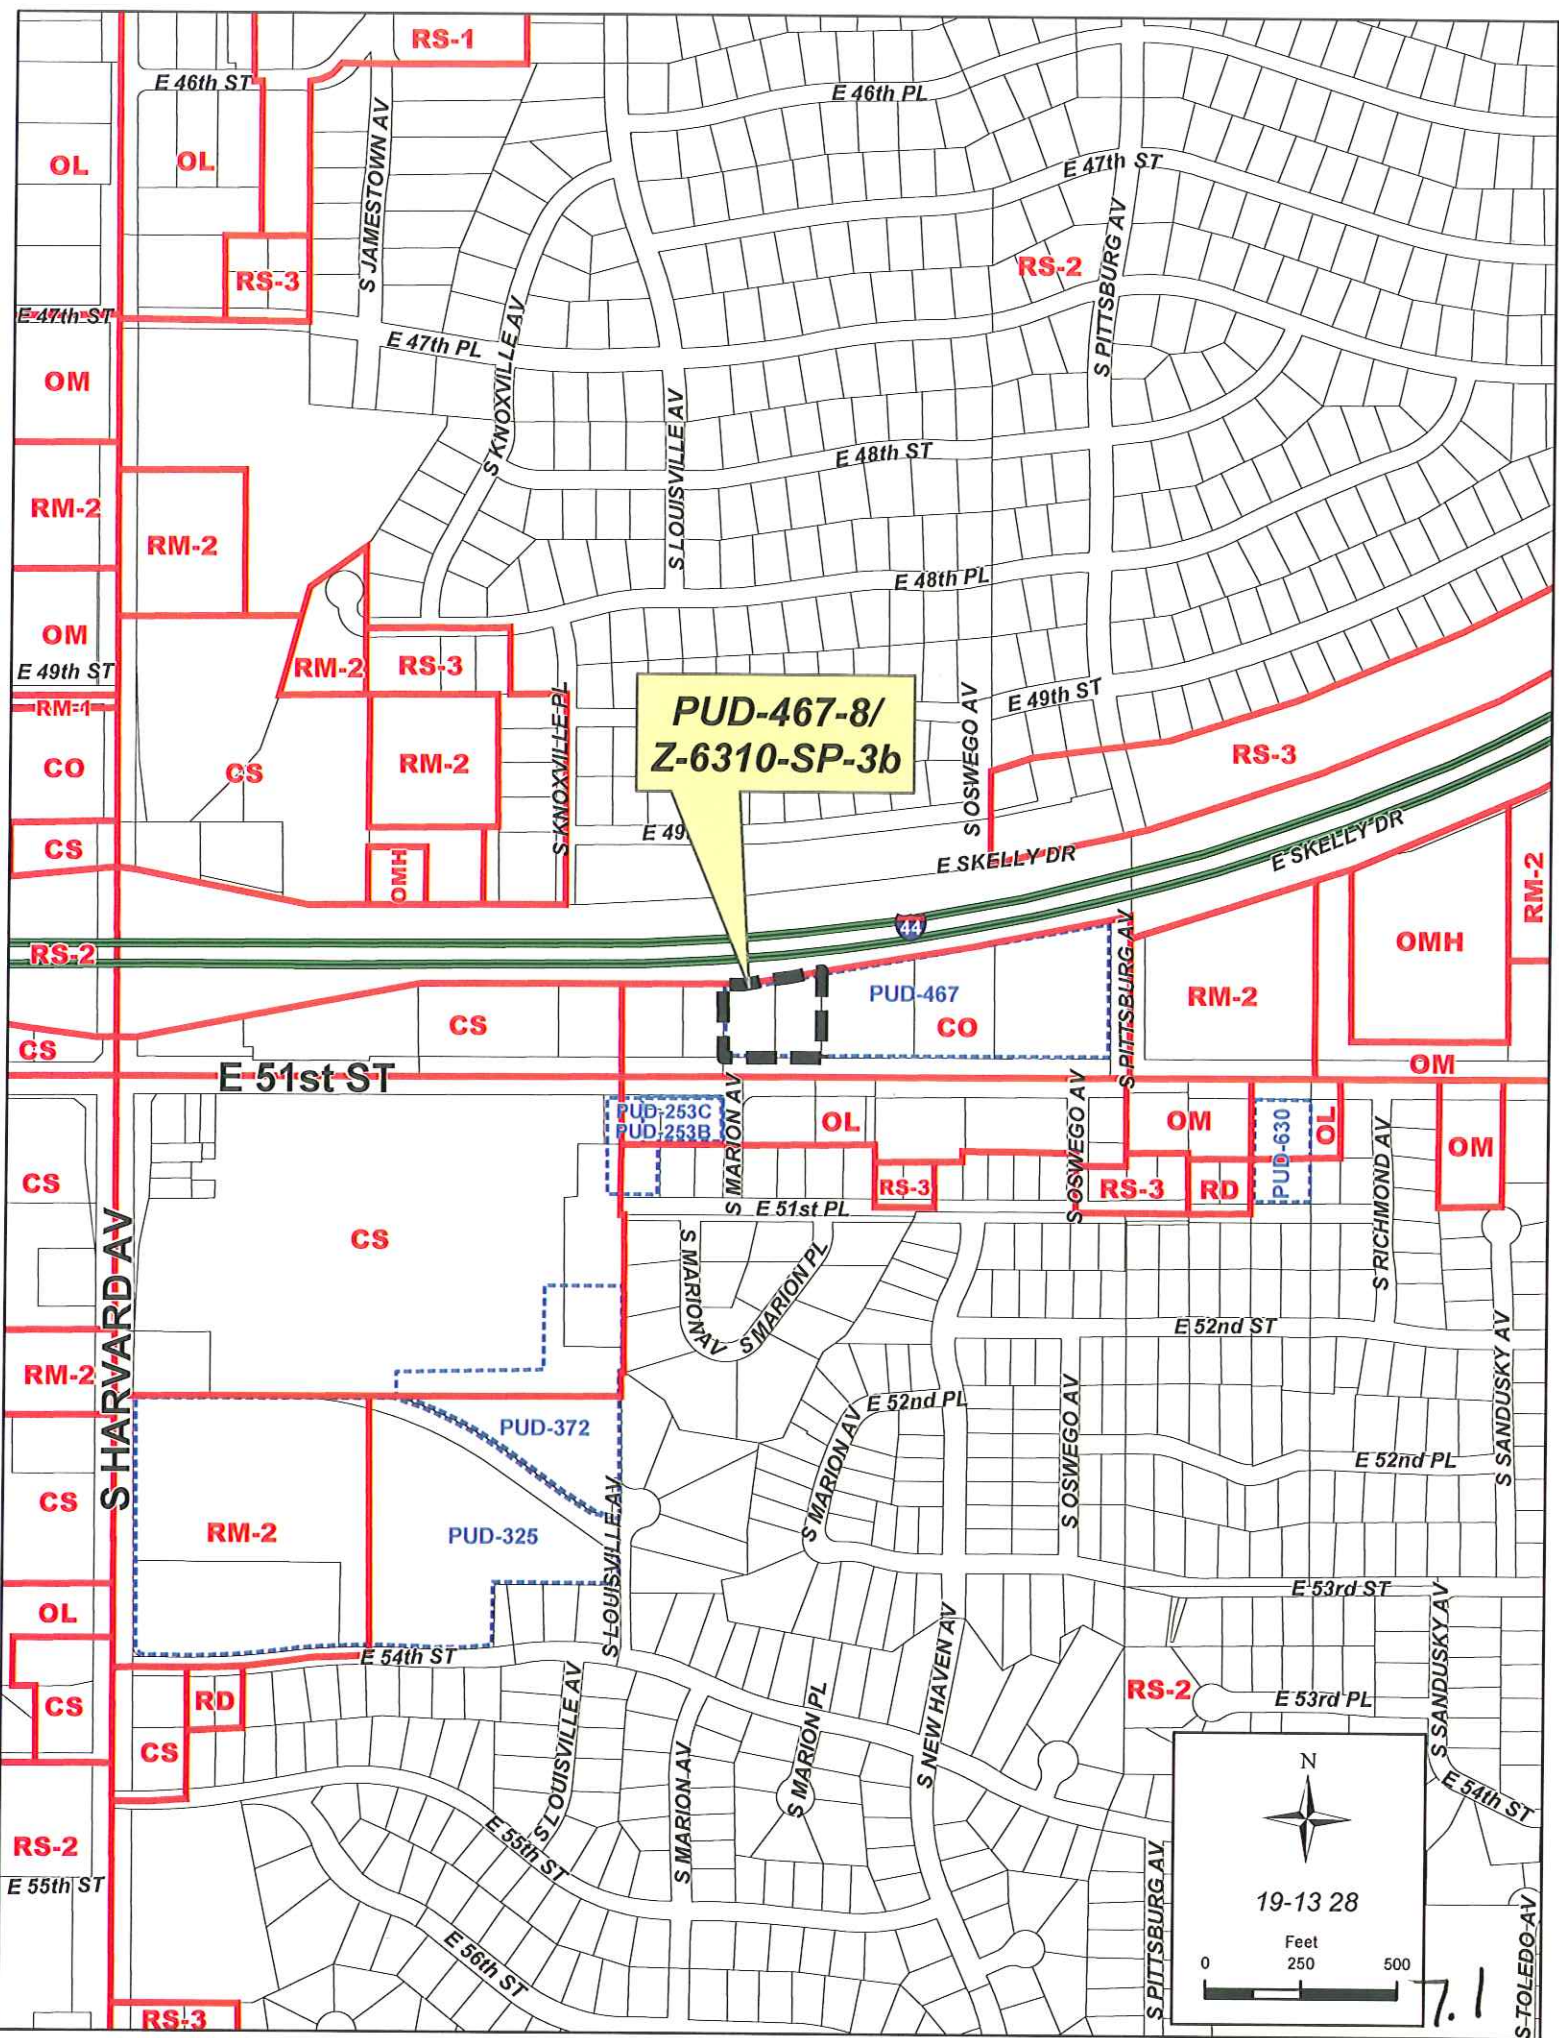 RS-1
E 46th ST
E 46th PL
OL
OL
S JAMESTOWN AV
E 47th ST
S PITTSBURG AV
RS-3
RS-2
E 47th ST
E 47th PL
S KNOXVILLE AV
OM
S LOUISVILLE AV
E 48th ST
RM-2
RM-2
E 48th PL
OM
E 49th ST
RM-2
RS-3
RM-1
S KNOXVILLE PL
PUD-467-8/
Z-6310-SP-3b
S OSWEGO AV
E 49th ST
RS-3
CO
CS
RM-2
CS
OMH
E 49
E SKELLY DR
E SKELLY DR
RM-2
44
RS-2
OMH
PUD-467
CO
S PITTSBURG AV
RM-2
CS
CS
OM
E 51st ST
PUD-253C
PUD-253B
S MARION AV
OL
S OSWEGO AV
OM
PUD-630
OL
S RICHMOND AV
OM
CS
RS-3
RS-3
RD
E 51st PL
S HARVARD AV
CS
S MARION AV
S MARION PL
E 52nd ST
S SANDUSKY AV
RM-2
E 52nd PL
S MARION AV
S OSWEGO AV
PUD-372
E 52nd PL
CS
RM-2
PUD-325
S LOUISVILLE AV
E 53rd ST
OL
S SANDUSKY AV
E 54th ST
S NEW HAVEN AV
RS-2
E 53rd PL
CS
RD
CS
S LOUISVILLE AV
S MARION AV
S MARION PL
E 54th ST
RS-2
E 55th ST
E 55th ST
S PITTSBURG AV
N
19-13 28
Feet
0 250 500
S TOLEDO AV
E 56th ST
RS-3
7.1